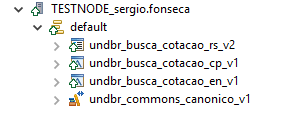 TESTNODE_sergio.fonseca
default
undbr_busca_cotacao_rs_v2
undbr_busca_cotacao_cp_v1
undbr_busca_cotacao_en_v1
undbr_commons_canonico_v1